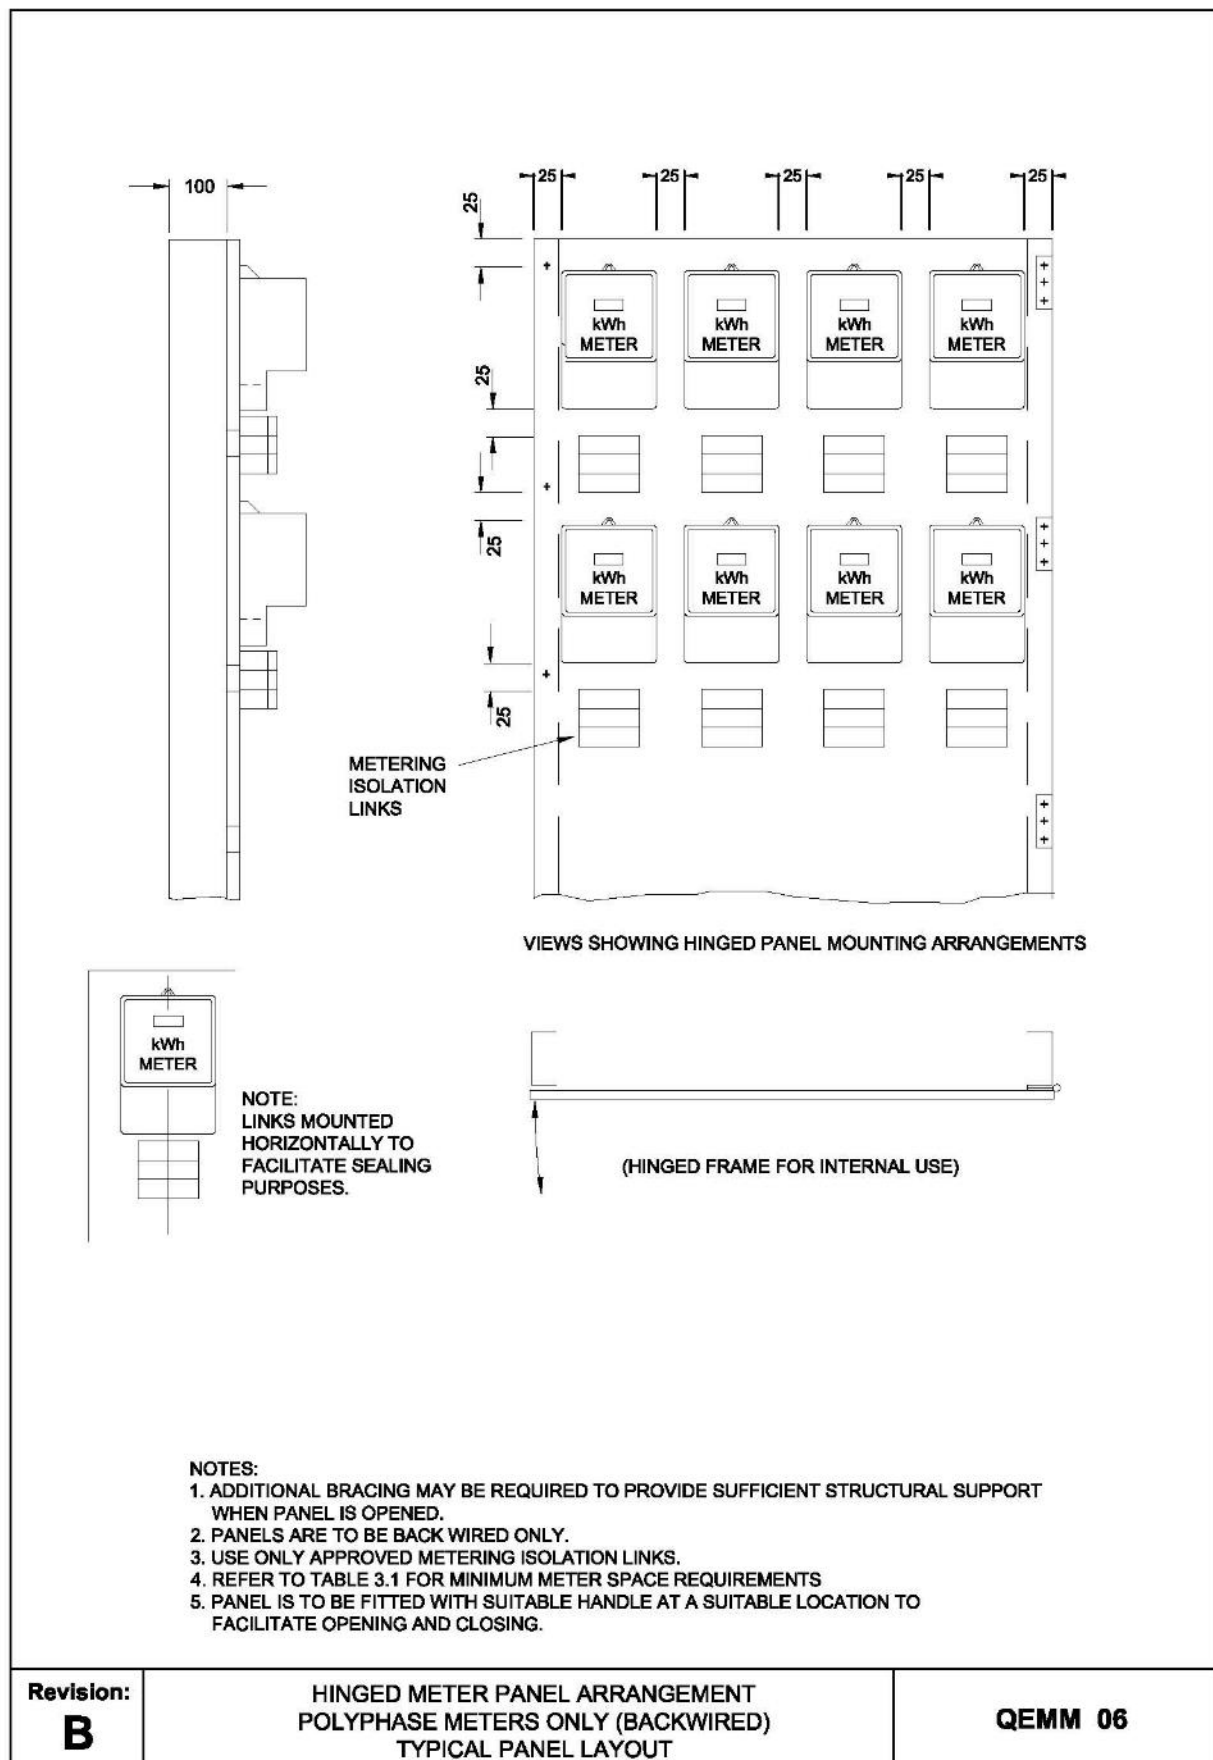 100
25 25 25 25 25
25
kWh METER kWh METER kWh METER kWh METER
25
25
kWh METER kWh METER kWh METER kWh METER
25
METERING
ISOLATION
LINKS
VIEWS SHOWING HINGED PANEL MOUNTING ARRANGEMENTS
kWh
METER
NOTE:
LINKS MOUNTED
HORIZONTALLY TO
FACILITATE SEALING
PURPOSES.
(HINGED FRAME FOR INTERNAL USE)
NOTES:
1. ADDITIONAL BRACING MAY BE REQUIRED TO PROVIDE SUFFICIENT STRUCTURAL SUPPORT
WHEN PANEL IS OPENED.
2. PANELS ARE TO BE BACK WIRED ONLY.
3. USE ONLY APPROVED METERING ISOLATION LINKS.
4. REFER TO TABLE 3.1 FOR MINIMUM METER SPACE REQUIREMENTS
5. PANEL IS TO BE FITTED WITH SUITABLE HANDLE AT A SUITABLE LOCATION TO
FACILITATE OPENING AND CLOSING.
Revision:
B
HINGED METER PANEL ARRANGEMENT
POLYPHASE METERS ONLY (BACKWIRED)
TYPICAL PANEL LAYOUT
QEMM 06